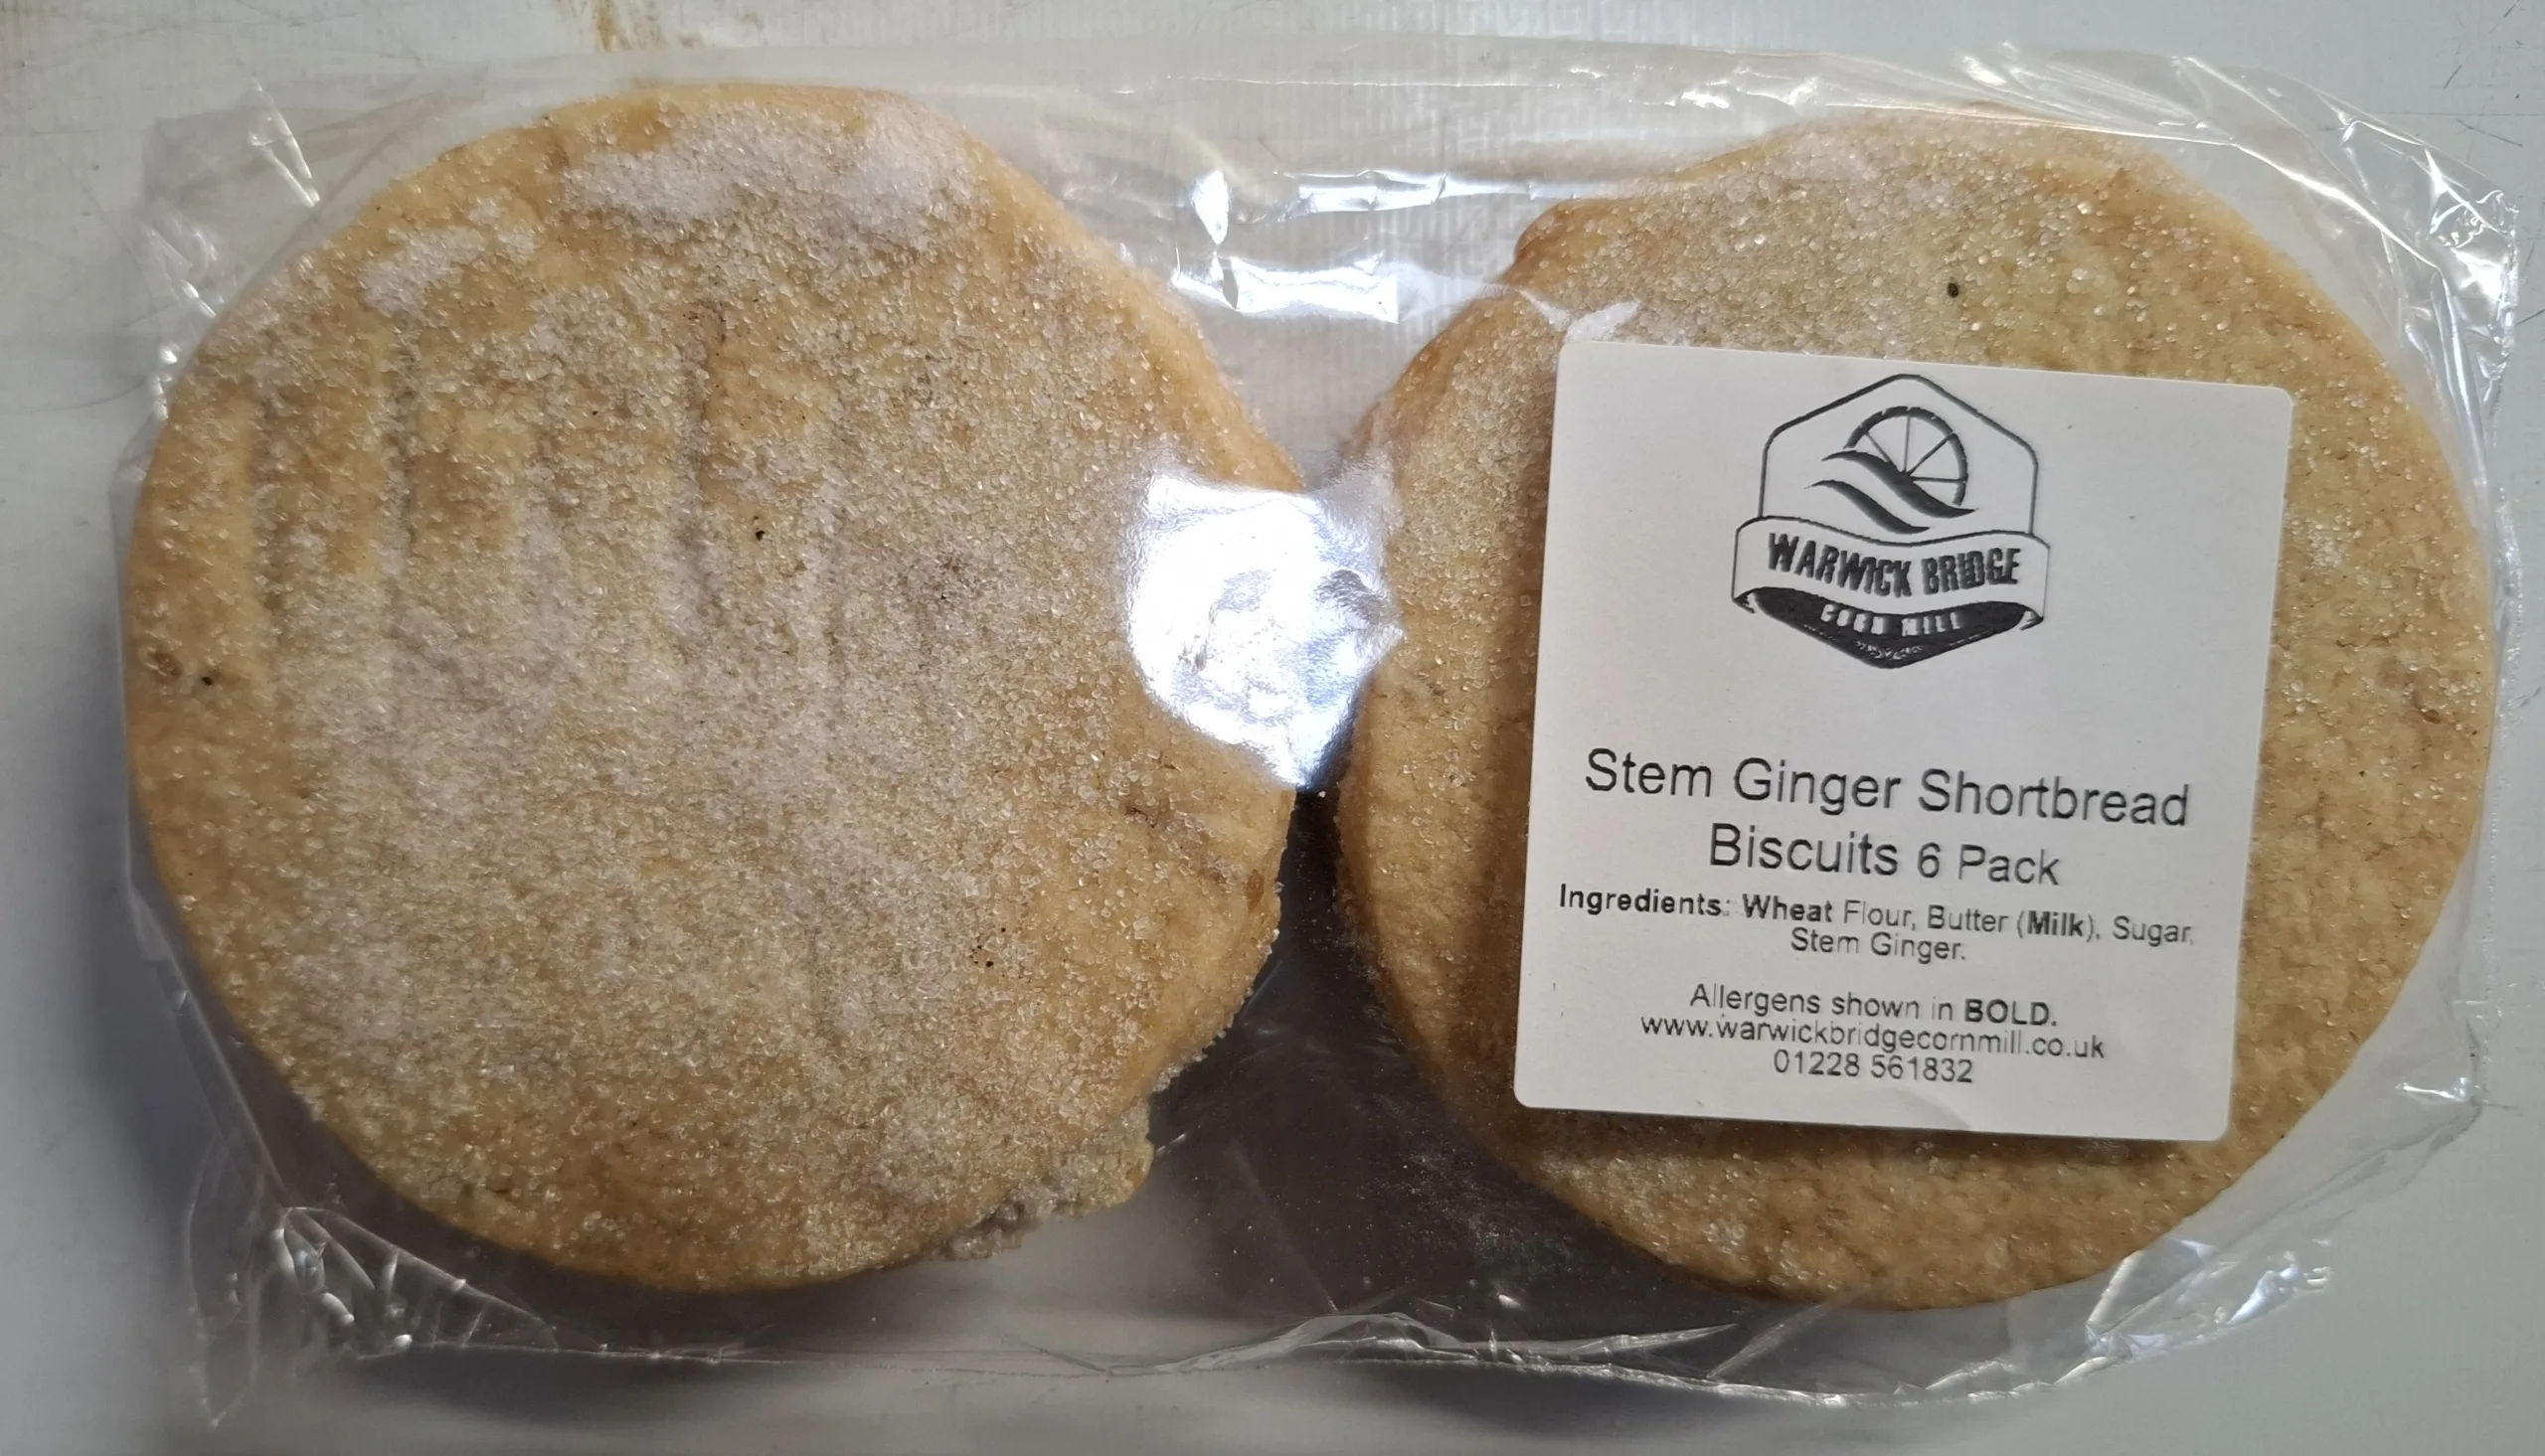 WARWICK BRIDGE
CORN MILL
Stem Ginger Shortbread
Biscuits 6 Pack
Ingredients: Wheat Flour, Butter (Milk), Sugar,
Stem Ginger.
Allergens shown in BOLD.
www.warwickbridgecornmill.co.uk
01228 561832